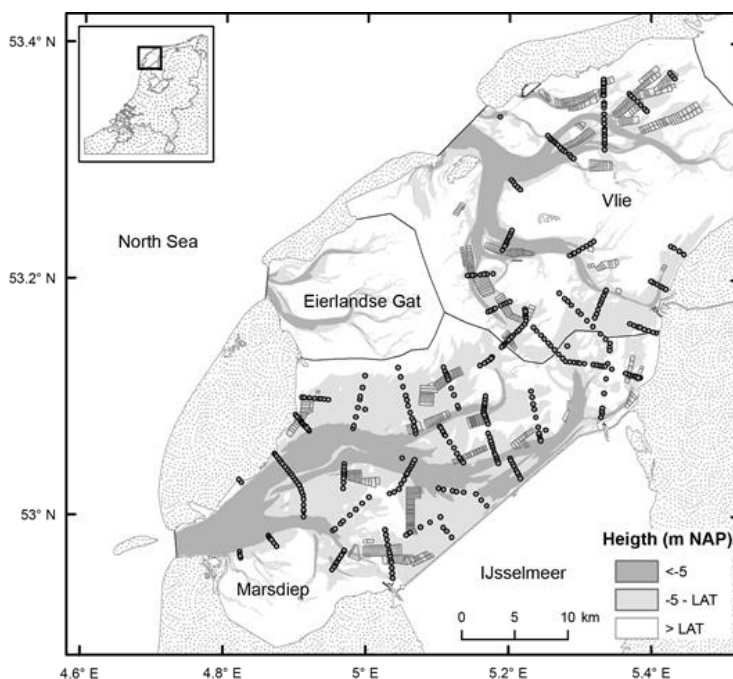 53.4° N
53.2° N
53° N
North Sea
Vlie
Eierlandse Gat
Marsdiep
IJsselmeer
Heigth (m NAP)
<-5
-5 - LAT
> LAT
0 5 10 km
4.6° E 4.8° E 5° E 5.2° E 5.4° E